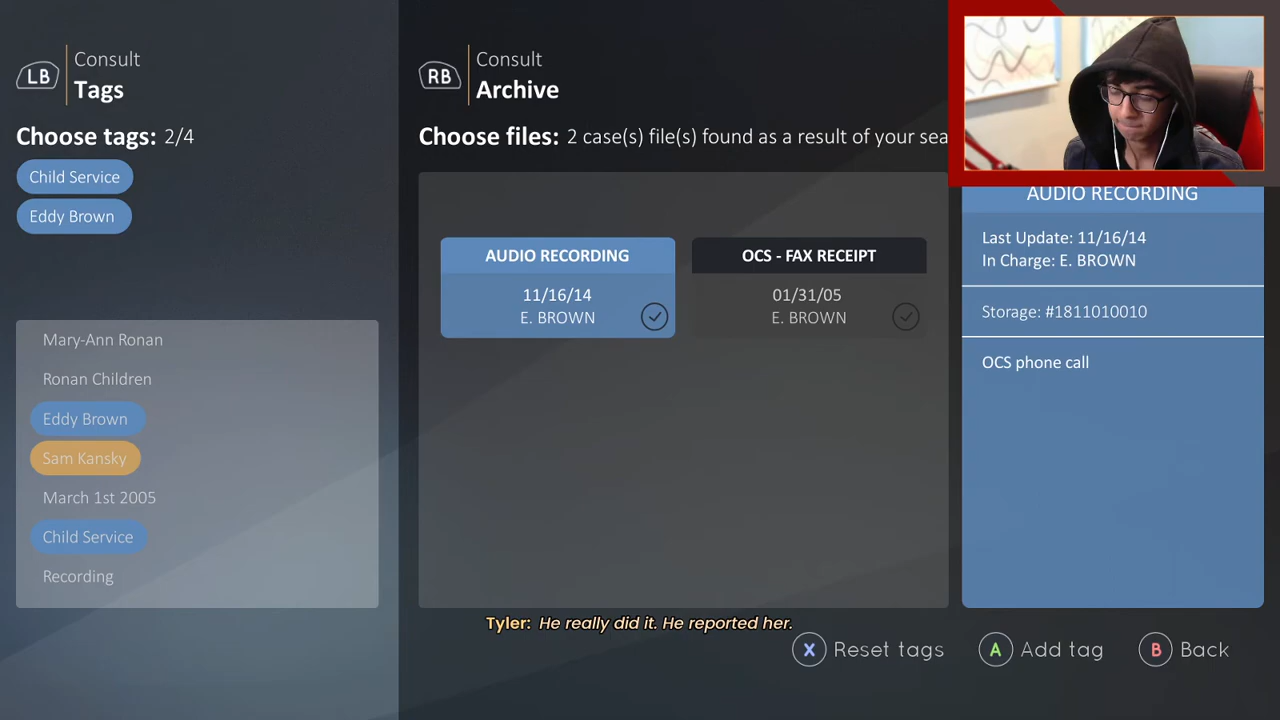 LB
Consult
Tags
Choose tags: 2/4
Child Service
Eddy Brown
Mary-Ann Ronan
Ronan Children
Eddy Brown
Sam Kansky
March 1st 2005
Child Service
Recording
RB
Consult
Archive
Choose files: 2 case(s) file(s) found as a result of your sea
AUDIO RECORDING
11/16/14
E. BROWN
OCS - FAX RECEIPT
01/31/05
E. BROWN
AUDIO RECORDING
Last Update: 11/16/14
In Charge: E. BROWN
Storage: #1811010010
OCS phone call
Tyler: He really did it. He reported her.
X Reset tags A Add tag B Back